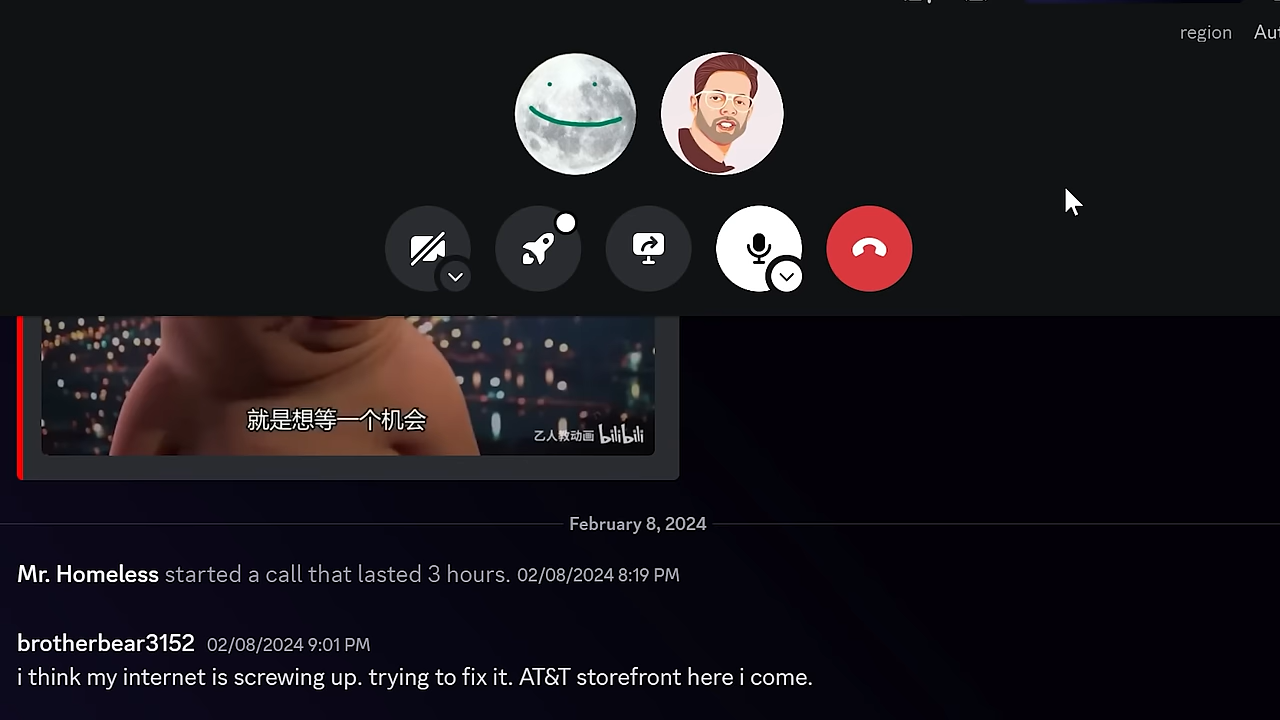 region Aut
就是想等一个机会
乙人教动画 bilibili
February 8, 2024
Mr. Homeless started a call that lasted 3 hours. 02/08/2024 8:19 PM
brotherbear3152 02/08/2024 9:01 PM
i think my internet is screwing up. trying to fix it. AT&T storefront here i come.